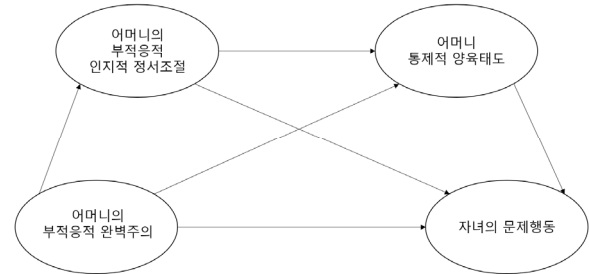 어머니의
부적응적
인지적 정서조절
어머니
통제적 양육태도
어머니의
부적응적 완벽주의
자녀의 문제행동